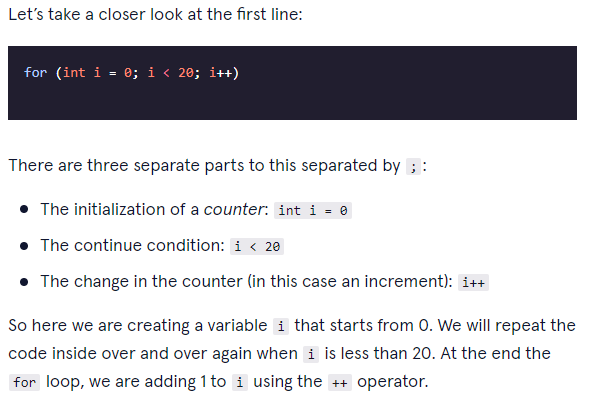 Let's take a closer look at the first line:
for (int i = 0; i < 20; i++)
There are three separate parts to this separated by ; :
• The initialization of a counter: int i = 0
• The continue condition: i < 20
• The change in the counter (in this case an increment): i++
So here we are creating a variable i that starts from 0. We will repeat the
code inside over and over again when i is less than 20. At the end the
for loop, we are adding 1 to i using the ++ operator.